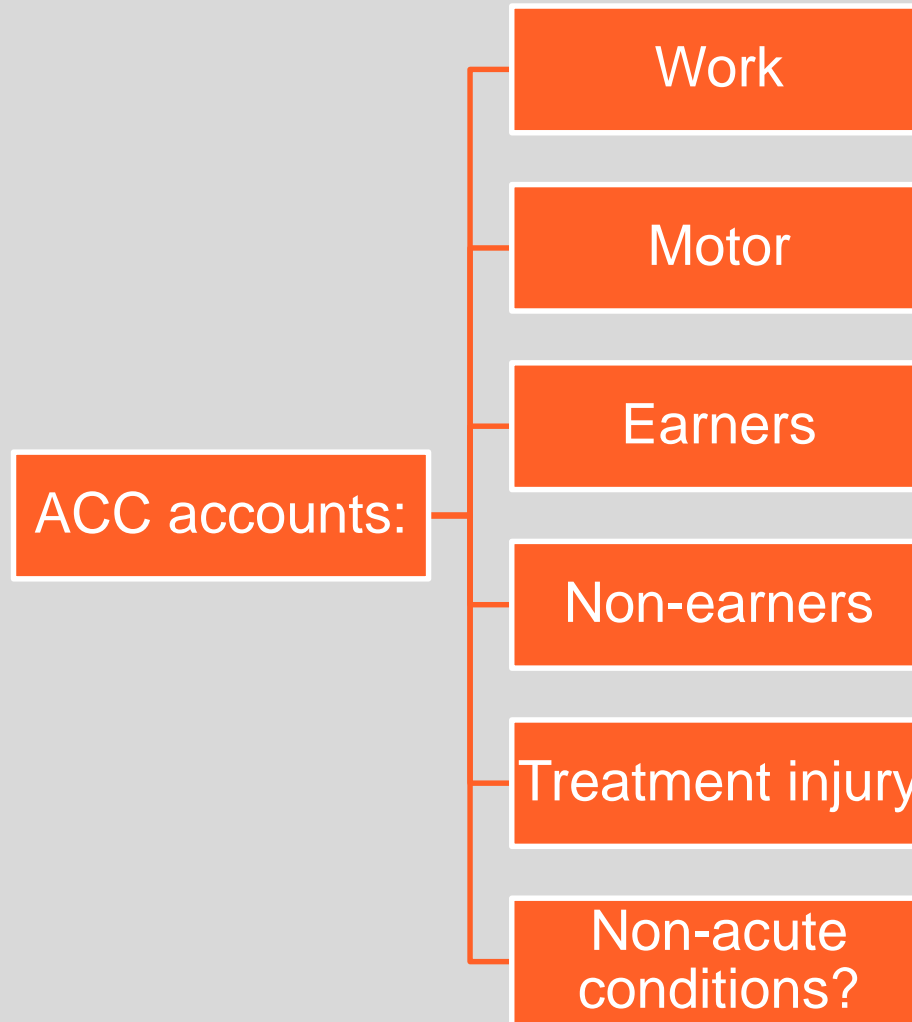 Work
Motor
Earners
ACC accounts:
Non-earners
Treatment injury
Non-acute
conditions?